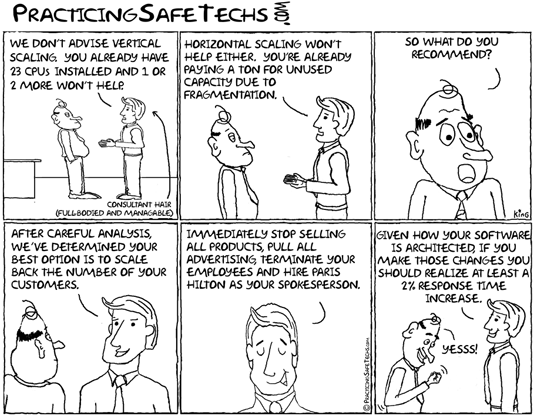 PRACTICINGSAFETECHS.COM
WE DON'T ADVISE VERTICAL
SCALING. YOU ALREADY HAVE
23 CPUS INSTALLED AND 1 OR
2 MORE WON'T HELP.
CONSULTANT HAIR
(FULLBODIED AND MANAGABLE)
HORIZONTAL SCALING WON'T
HELP EITHER. YOU'RE ALREADY
PAYING A TON FOR UNUSED
CAPACITY DUE TO
FRAGMENTATION.
SO WHAT DO YOU
RECOMMEND?
KING
AFTER CAREFUL ANALYSIS,
WE'VE DETERMINED YOUR
BEST OPTION IS TO SCALE
BACK THE NUMBER OF YOUR
CUSTOMERS.
IMMEDIATELY STOP SELLING
ALL PRODUCTS, PULL ALL
ADVERTISING, TERMINATE YOUR
EMPLOYEES AND HIRE PARIS
HILTON AS YOUR SPOKESPERSON.
©PRACTICINGSAFETECHS.COM
GIVEN HOW YOUR SOFTWARE
IS ARCHITECTED, IF YOU
MAKE THOSE CHANGES YOU
SHOULD REALIZE AT LEAST A
2% RESPONSE TIME
INCREASE.
YESSS!